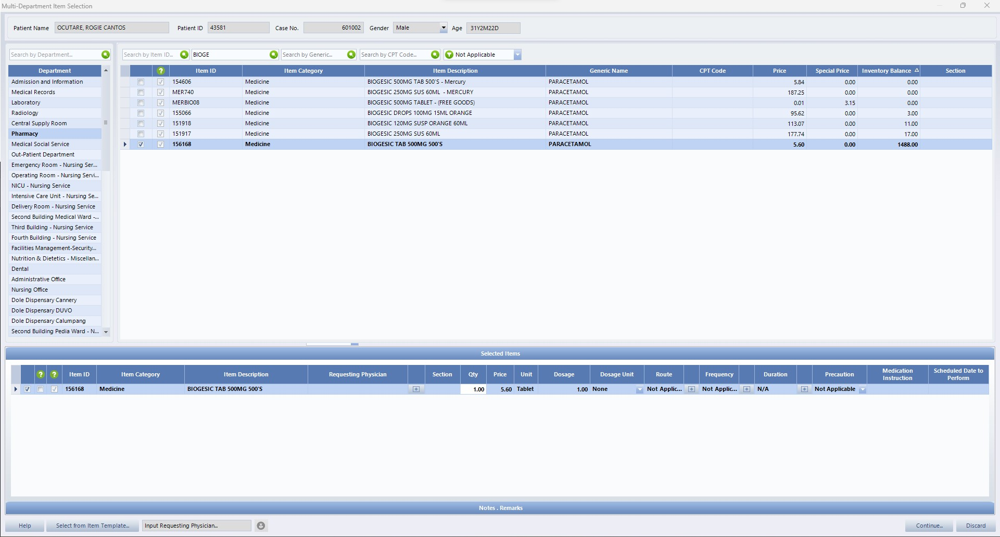 Multi-Department Item Selection
Patient Name OCUTARE, ROGIE CANTOS Patient ID 43581 Case No. 601002 Gender Male Age 31Y2M22D
Search by Department... Search by Item ID... BIOGE Search by Generic... Search by CPT Code... Not Applicable
Department
Admission and Information
Medical Records
Laboratory
Radiology
Central Supply Room
Pharmacy
Medical Social Service
Out-Patient Department
Emergency Room - Nursing Ser...
Operating Room - Nursing Servi...
NICU - Nursing Service
Intensive Care Unit - Nursing Se...
Delivery Room - Nursing Service
Second Building Medical Ward -...
Third Building - Nursing Service
Fourth Building - Nursing Service
Facilities Management-Security...
Nutrition & Dietetics - Miscellan...
Dental
Administrative Office
Nursing Office
Dole Dispensary Cannery
Dole Dispensary DUVO
Dole Dispensary Calumpang
Second Building Pedia Ward - N...
? Item ID Item Category Item Description Generic Name CPT Code Price Special Price Inventory Balance Section
154606 Medicine BIOGESIC 500MG TAB 500'S - Mercury PARACETAMOL 5.84 0.00 0.00
MER740 Medicine BIOGESIC 250MG SUS 60ML - MERCURY PARACETAMOL 187.25 0.00 0.00
MERBIO08 Medicine BIOGESIC 500MG TABLET - (FREE GOODS) PARACETAMOL 0.01 3.15 0.00
155066 Medicine BIOGESIC DROPS 100MG 15ML ORANGE PARACETAMOL 95.62 0.00 3.00
151918 Medicine BIOGESIC 120MG SUSP ORANGE 60ML PARACETAMOL 113.07 0.00 11.00
151917 Medicine BIOGESIC 250MG SUS 60ML PARACETAMOL 177.74 0.00 17.00
156168 Medicine BIOGESIC TAB 500MG 500'S PARACETAMOL 5.60 0.00 1488.00
Selected Items
? ? Item ID Item Category Item Description Requesting Physician Section Qty Price Unit Dosage Dosage Unit Route Frequency Duration Precaution Medication Instruction Scheduled Date to Perform
156168 Medicine BIOGESIC TAB 500MG 500'S 1.00 5.60 Tablet 1.00 None Not Applic... Not Applic... N/A Not Applicable
Notes . Remarks
Help Select from Item Template... Input Requesting Physician... Continue... Discard